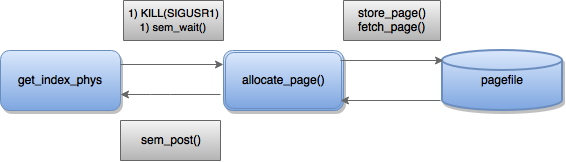 1) KILL(SIGUSR1)
1) sem_wait()
store_page()
fetch_page()
get_index_phys
allocate_page()
pagefile
sem_post()